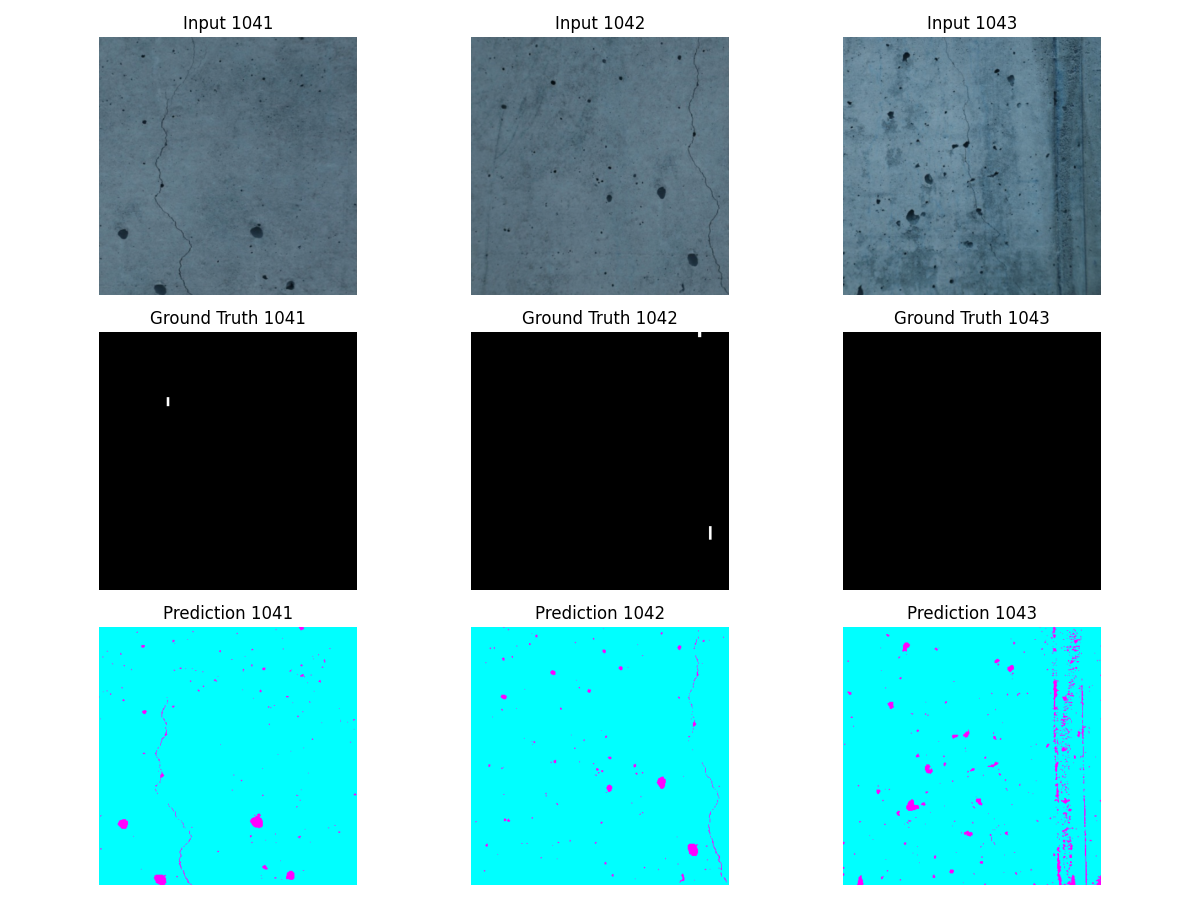 Input 1041
Input 1042
Input 1043
Ground Truth 1041
Ground Truth 1042
Ground Truth 1043
Prediction 1041
Prediction 1042
Prediction 1043